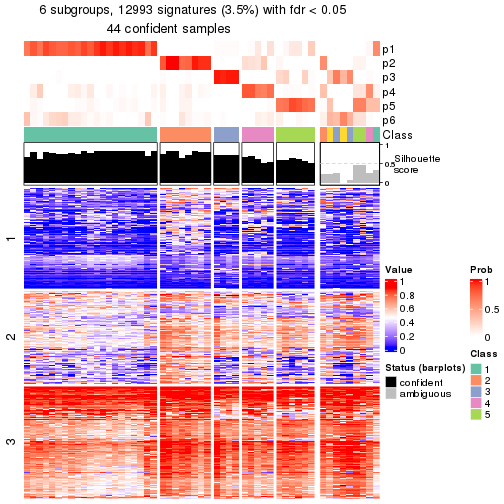 6 subgroups, 12993 signatures (3.5%) with fdr < 0.05
44 confident samples
p1
p2
p3
p4
p5
p6
Class
1
0.5
0
Silhouette
score
1
2
3
Value
1
0.8
0.6
0.4
0.2
0
Prob
1
0.5
0
Status (barplots)
confident
ambiguous
Class
1
2
3
4
5